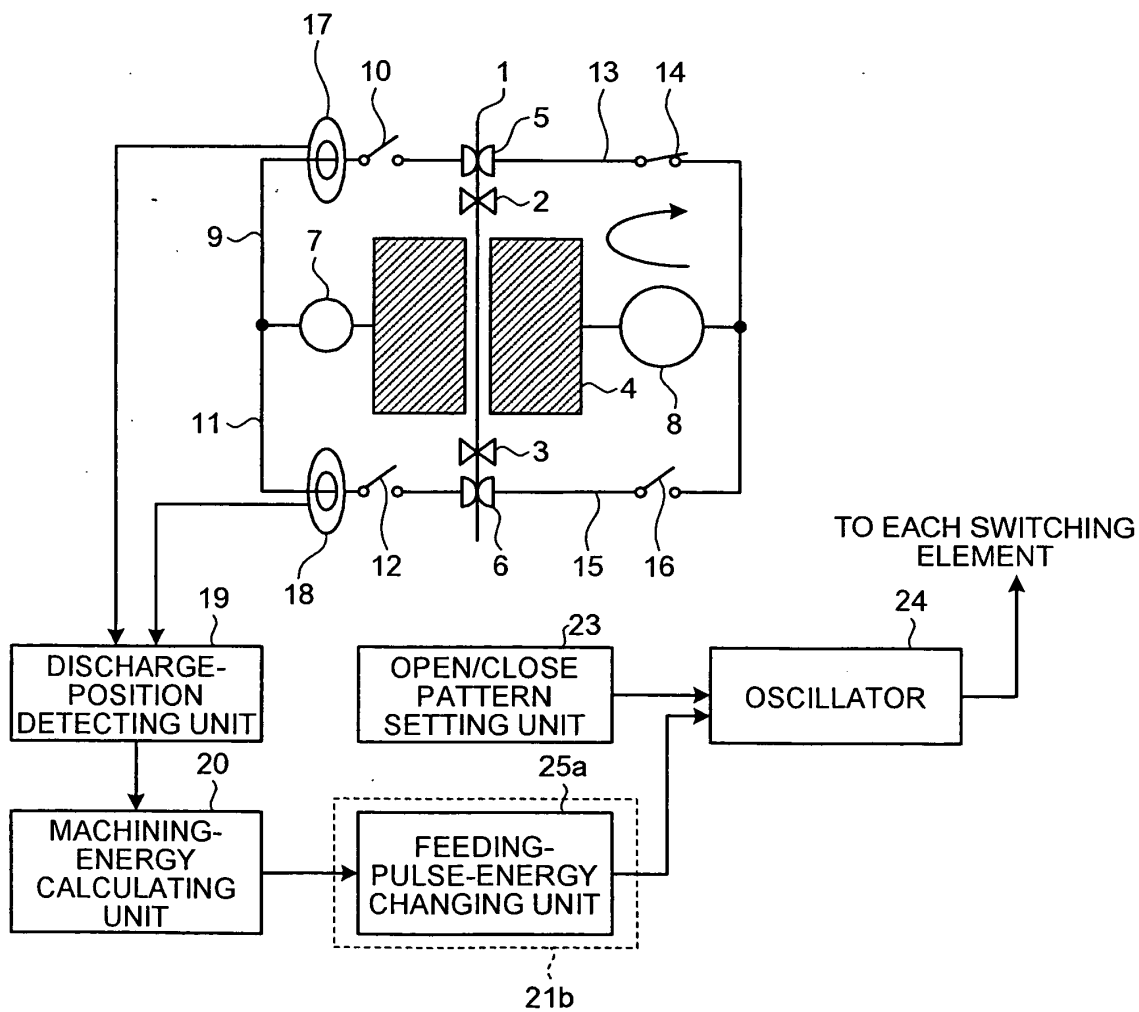 17
10
1
5
13
14
2
9
7
4
8
11
3
18
12
6
15
16
TO EACH SWITCHING
ELEMENT
19
23
24
DISCHARGE-
POSITION
DETECTING UNIT
OPEN/CLOSE
PATTERN
SETTING UNIT
OSCILLATOR
20
25a
MACHINING-
ENERGY
CALCULATING
UNIT
FEEDING-
PULSE-ENERGY
CHANGING UNIT
21b